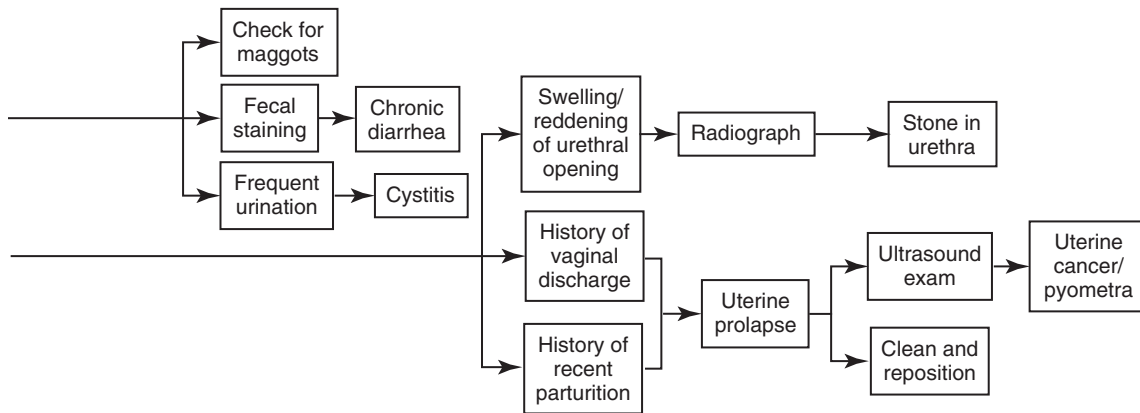 Check for
maggots
Fecal
staining
Chronic
diarrhea
Frequent
urination
Cystitis
Swelling/
reddening
of urethral
opening
Radiograph
Stone in
urethra
History of
vaginal
discharge
History of
recent
parturition
Uterine
prolapse
Ultrasound
exam
Uterine
cancer/
pyometra
Clean and
reposition